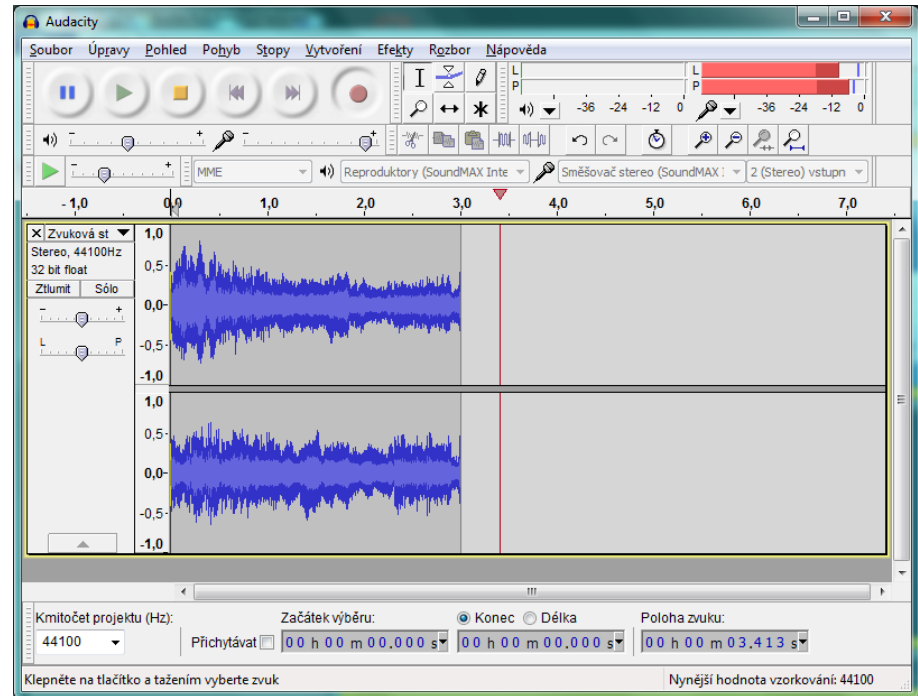 Audacity
Soubor Úpravy Pohled Pohyb Stopy Vytvoření Efekty Rozbor Nápověda
L
P
-36 -24 -12 0
L
P
-36 -24 -12 0
MME
Reproduktory (SoundMAX Inte
Směšovač stereo (SoundMAX :
2 (Stereo) vstupn
- 1,0 0,0 1,0 2,0 3,0 4,0 5,0 6,0 7,0
X Zvuková st
Stereo, 44100Hz
32 bit float
Ztlumit Sólo
- +
L P
1,0
0,5-
0,0-
-0,5-
-1,0
1,0
0,5-
0,0-
-0,5-
-1,0
Kmitočet projektu (Hz):
44100
Přichytávat
Začátek výběru:
00 h 00 m 00,000 s
Konec Délka
00 h 00 m 00,000 s
Poloha zvuku:
00 h 00 m 03,413 s
Klepněte na tlačítko a tažením vyberte zvuk
Nynější hodnota vzorkování: 44100